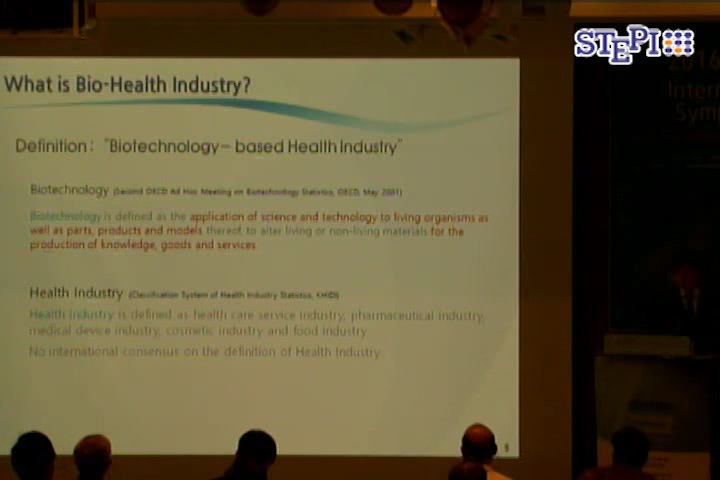 STEPI
2016
What is Bio-Health Industry?
Definition: "Biotechnology- based Health Industry"
Biotechnology (Second OECD Ad Hoc Meeting on Biotechnology Statistics, OECD, May 2001)
Biotechnology is defined as the application of science and technology to living organisms as
well as parts, products and models thereof, to alter living or non-living materials for the
production of knowledge, goods and services
Health Industry (Classification System of Health Industry Statistics, KHIDI)
Health Industry is defined as health care service industry, pharmaceutical industry,
medical device industry, cosmetic industry and food industry
No international consensus on the definition of Health Industry